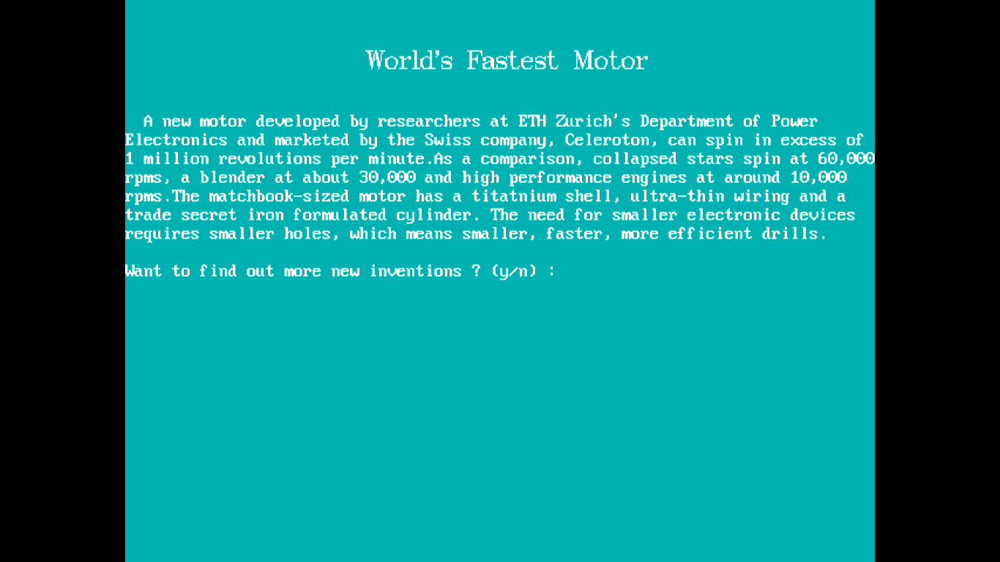 World's Fastest Motor
A new motor developed by researchers at ETH Zurich's Department of Power
Electronics and marketed by the Swiss company, Celeroton, can spin in excess of
1 million revolutions per minute.As a comparison, collapsed stars spin at 60,000
rpms, a blender at about 30,000 and high performance engines at around 10,000
rpms.The matchbook-sized motor has a titatnium shell, ultra-thin wiring and a
trade secret iron formulated cylinder. The need for smaller electronic devices
requires smaller holes, which means smaller, faster, more efficient drills.
Want to find out more new inventions ? (y/n) :